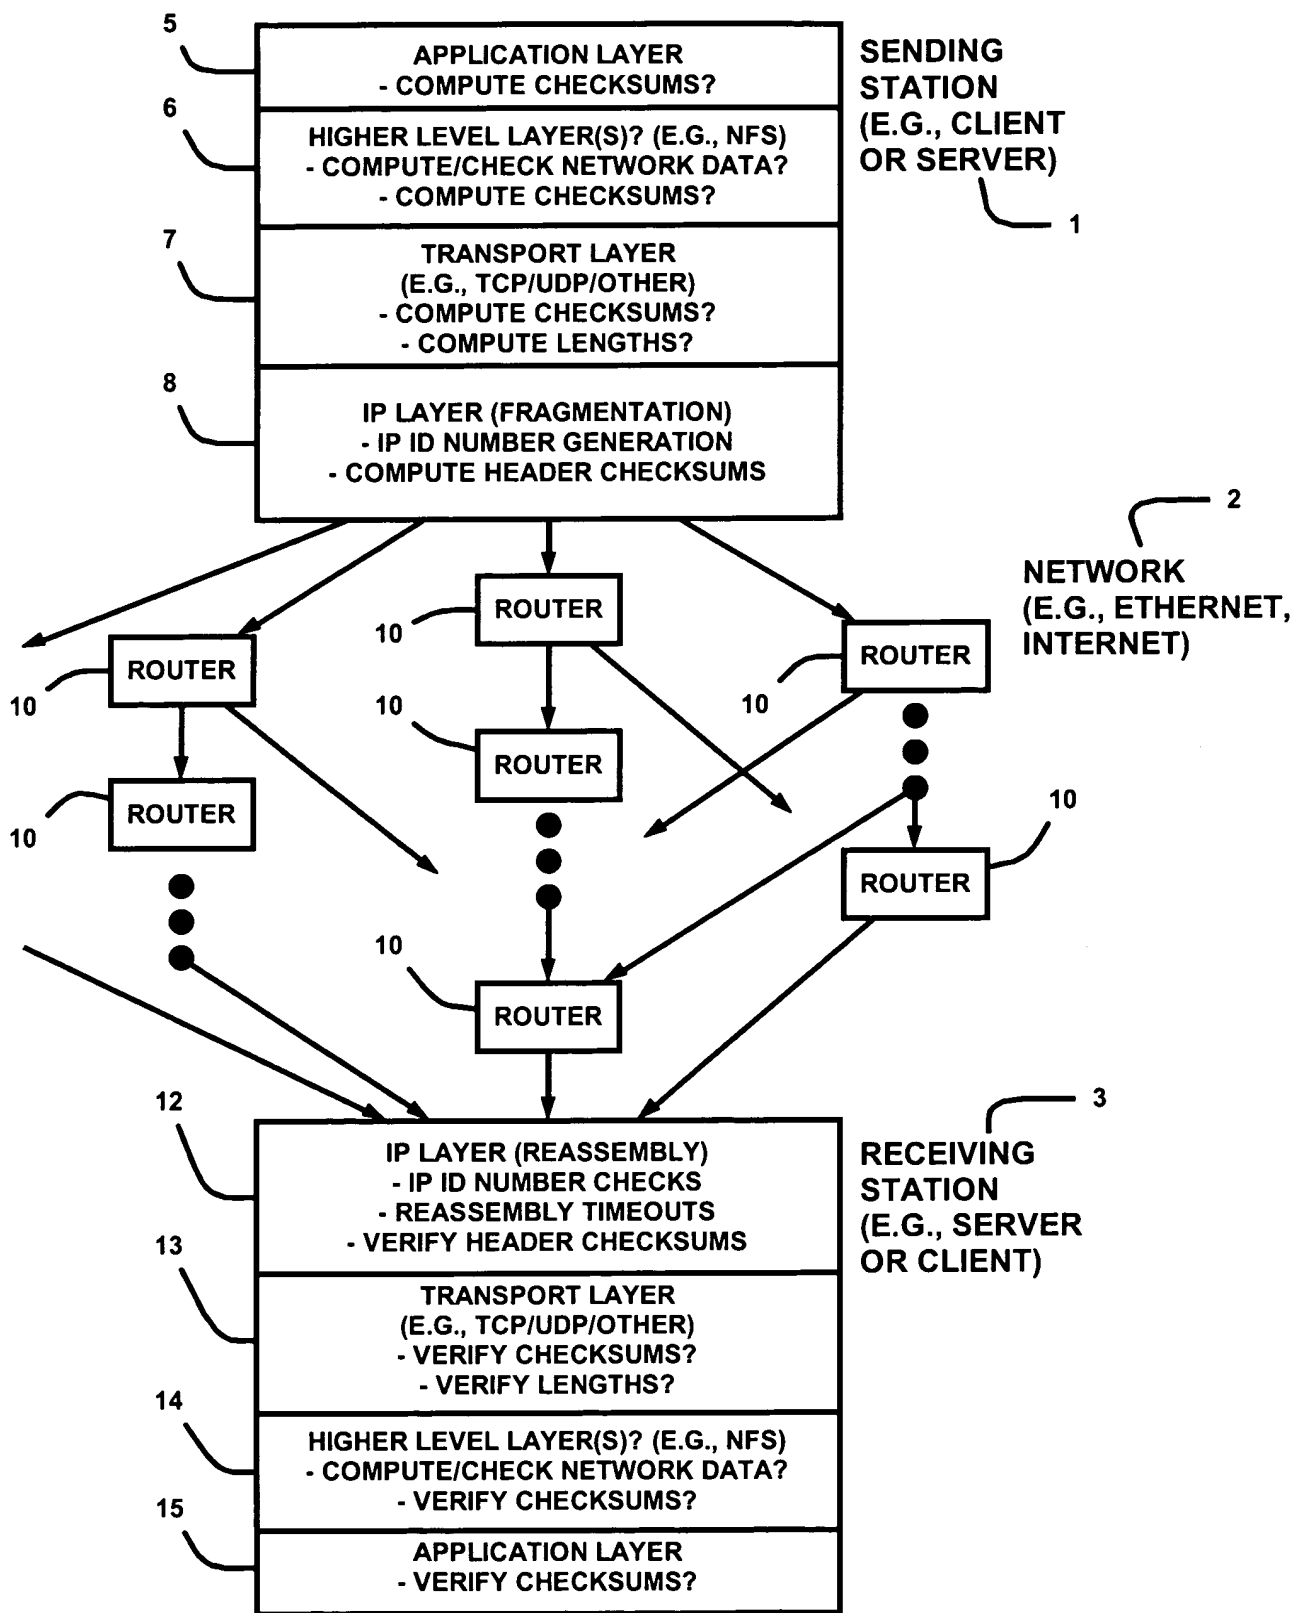 5
APPLICATION LAYER
- COMPUTE CHECKSUMS?
SENDING
STATION
(E.G., CLIENT
OR SERVER)
1
6
HIGHER LEVEL LAYER(S)? (E.G., NFS)
- COMPUTE/CHECK NETWORK DATA?
- COMPUTE CHECKSUMS?
7
TRANSPORT LAYER
(E.G., TCP/UDP/OTHER)
- COMPUTE CHECKSUMS?
- COMPUTE LENGTHS?
8
IP LAYER (FRAGMENTATION)
- IP ID NUMBER GENERATION
- COMPUTE HEADER CHECKSUMS
2
NETWORK
(E.G., ETHERNET,
INTERNET)
ROUTER
10
ROUTER
10
ROUTER
10
ROUTER
10
ROUTER
10
ROUTER
10
ROUTER
10
12
IP LAYER (REASSEMBLY)
- IP ID NUMBER CHECKS
- REASSEMBLY TIMEOUTS
- VERIFY HEADER CHECKSUMS
3
RECEIVING
STATION
(E.G., SERVER
OR CLIENT)
13
TRANSPORT LAYER
(E.G., TCP/UDP/OTHER)
- VERIFY CHECKSUMS?
- VERIFY LENGTHS?
14
HIGHER LEVEL LAYER(S)? (E.G., NFS)
- COMPUTE/CHECK NETWORK DATA?
- VERIFY CHECKSUMS?
15
APPLICATION LAYER
- VERIFY CHECKSUMS?